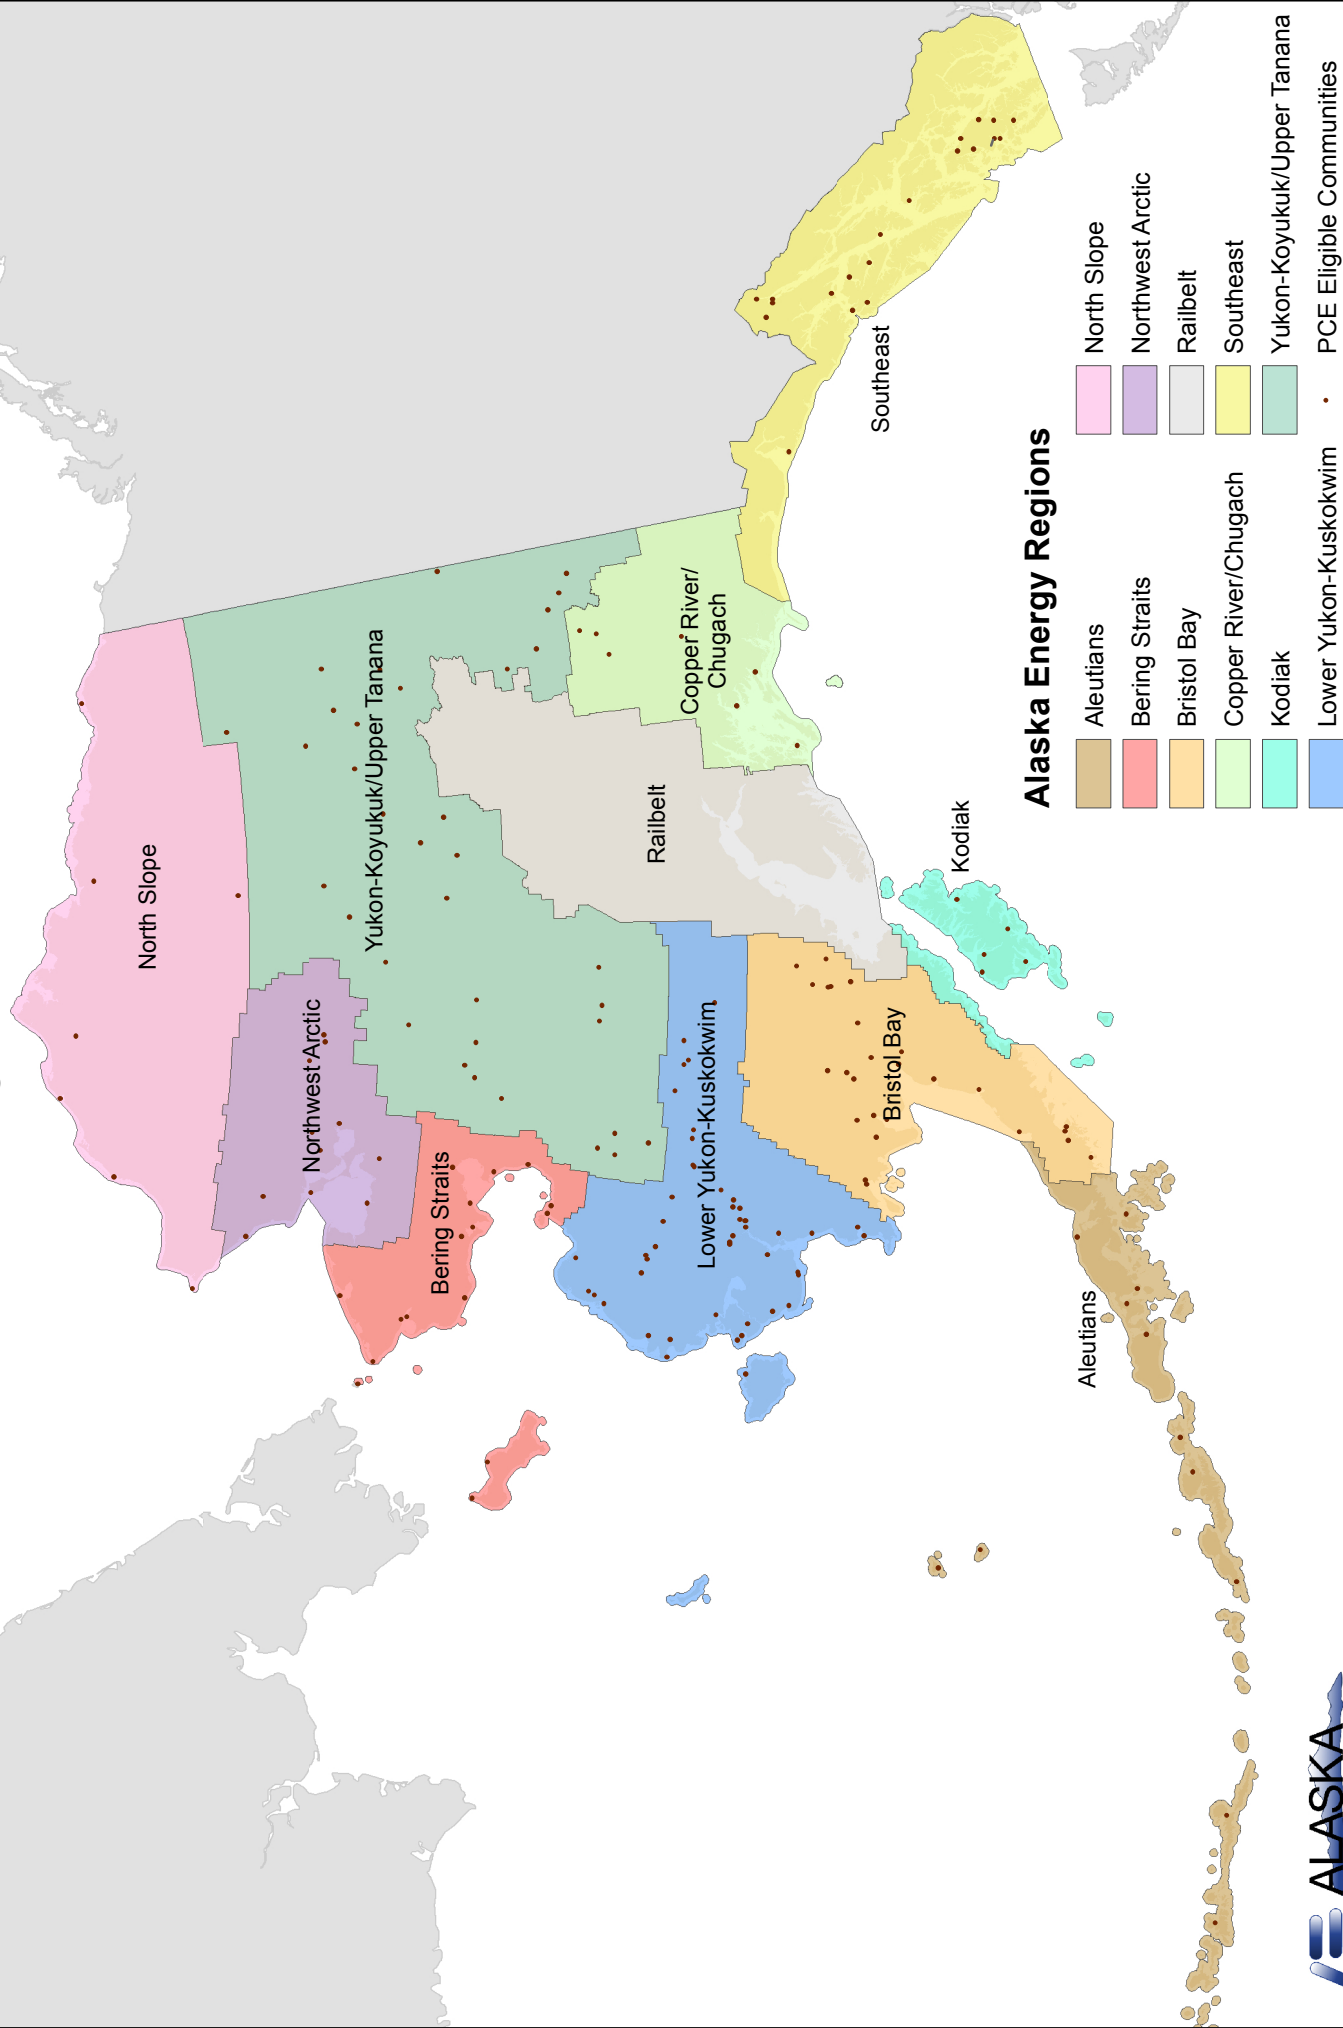 North Slope
Northwest Arctic
Yukon-Koyukuk/Upper Tanana
Bering Straits
Railbelt
Copper River/
Chugach
Lower Yukon-Kuskokwim
Southeast
Bristol Bay
Kodiak
Aleutians
Alaska Energy Regions
Aleutians
Bering Straits
Bristol Bay
Copper River/Chugach
Kodiak
Lower Yukon-Kuskokwim
North Slope
Northwest Arctic
Railbelt
Southeast
Yukon-Koyukuk/Upper Tanana
PCE Eligible Communities
ALASKA